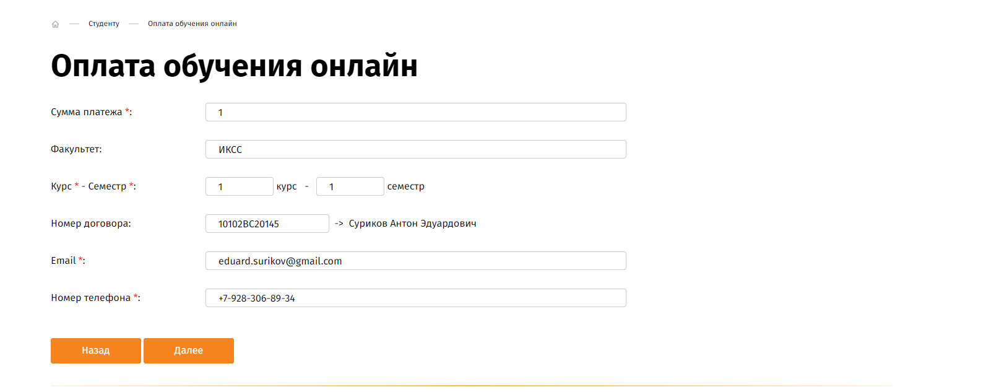 Студенту — Оплата обучения онлайн
Оплата обучения онлайн
Сумма платежа *: 1
Факультет: ИКСС
Курс * - Семестр *: 1 курс - 1 семестр
Номер договора: 10102ВС20145 -> Суриков Антон Эдуардович
Email *: eduard.surikov@gmail.com
Номер телефона *: +7-928-306-89-34
Назад Далее